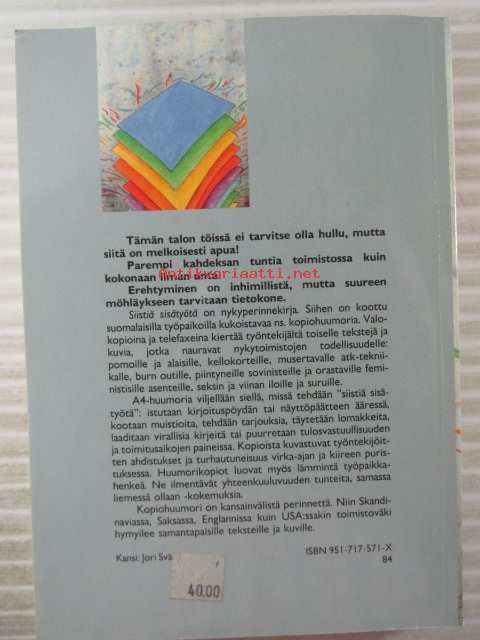 Tämän talon töissä ei tarvitse olla hullu, mutta
siitä on melkoisesti apua!
Parempi kahdeksan tuntia toimistossa kuin
kokonaan ilman unta.
Antikvariaatti.net
Erehtyminen on inhimillistä, mutta suureen
möhläykseen tarvitaan tietokone.
Siistiä sisätyötä on nykyperinnekirja. Siihen on koottu
suomalaisilla työpaikoilla kukoistavaa ns. kopiohuumoria. Valo-
kopioina ja telefaxeina kiertää työntekijältä toiselle tekstejä ja
kuvia, jotka nauravat nykytoimistojen todellisuudelle:
pomoille ja alaisille, kellokorteille, musertavalle atk-tekni-
kalle, burn outille, piintyneille sovinisteille ja orastaville femi-
nistisille asenteille, seksin ja viinan iloille ja suruille.
A4-huumoria viljellään siellä, missä tehdään "siistiä sisä-
työtä": istutaan kirjoituspöydän tai näyttöpäätteen ääressä,
kootaan muistioita, tehdään tarjouksia, täytetään lomakkeita,
laaditaan virallisia kirjeitä tai puurretaan tulosvastuullisuuden
ja toimitusaikojen paineissa. Kopioista kuvastuvat työntekijöit-
ten ahdistukset ja turhautuneisuus virka-ajan ja kiireen puris-
tuksessa. Huumorikopiot luovat myös lämmintä työpaikka-
henkeä. Ne ilmentävät yhteenkuuluvuuden tunteita, samassa
liemessä ollaan -kokemuksia.
Kopiohuumori on kansainvälistä perinnettä. Niin Skandi-
naviassa, Saksassa, Englannissa kuin USA:ssakin toimistoväki
hymyilee samantapaisille teksteille ja kuville.
Kansi: Jori Svä
ISBN 951-717-571-X
84
40.00